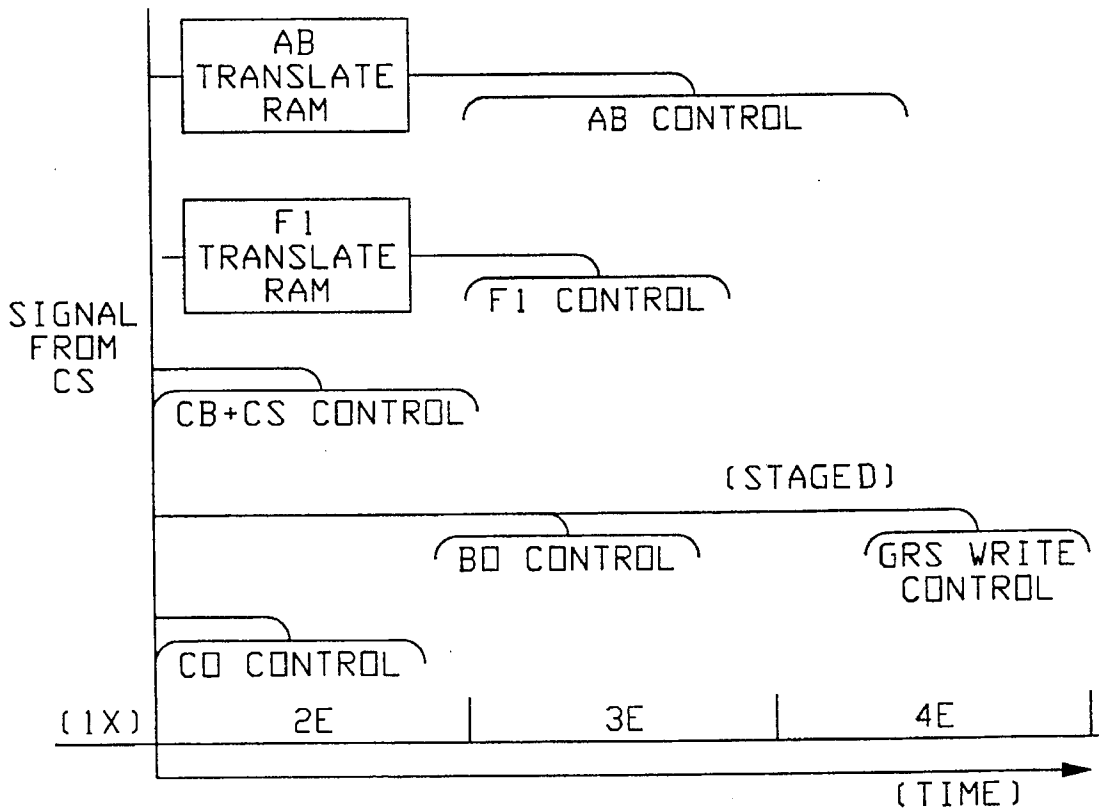 AB
TRANSLATE
RAM
AB CONTROL
F1
TRANSLATE
RAM
F1 CONTROL
SIGNAL
FROM
CS
CB+CS CONTROL
(STAGED)
BO CONTROL
GRS WRITE
CONTROL
CO CONTROL
(1X) 2E 3E 4E
(TIME)